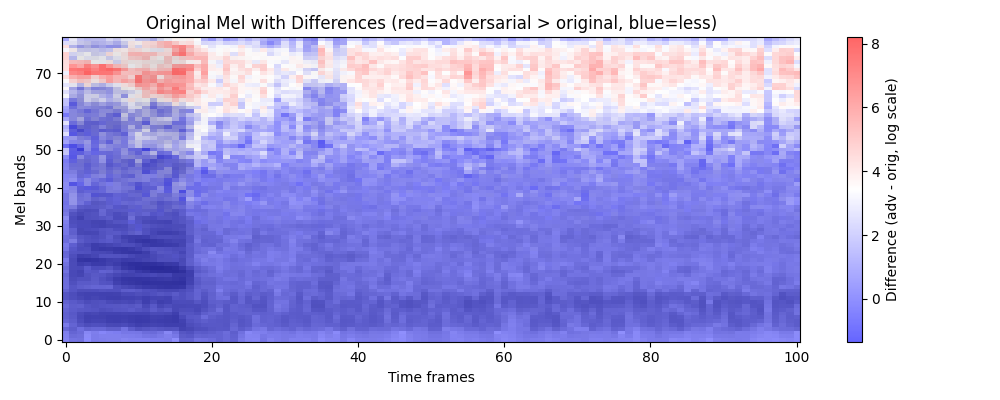 Original Mel with Differences (red=adversarial > original, blue=less)
Mel bands
70
60
50
40
30
20
10
0
0 20 40 60 80 100
Time frames
8
6
4
2
0
Difference (adv - orig, log scale)